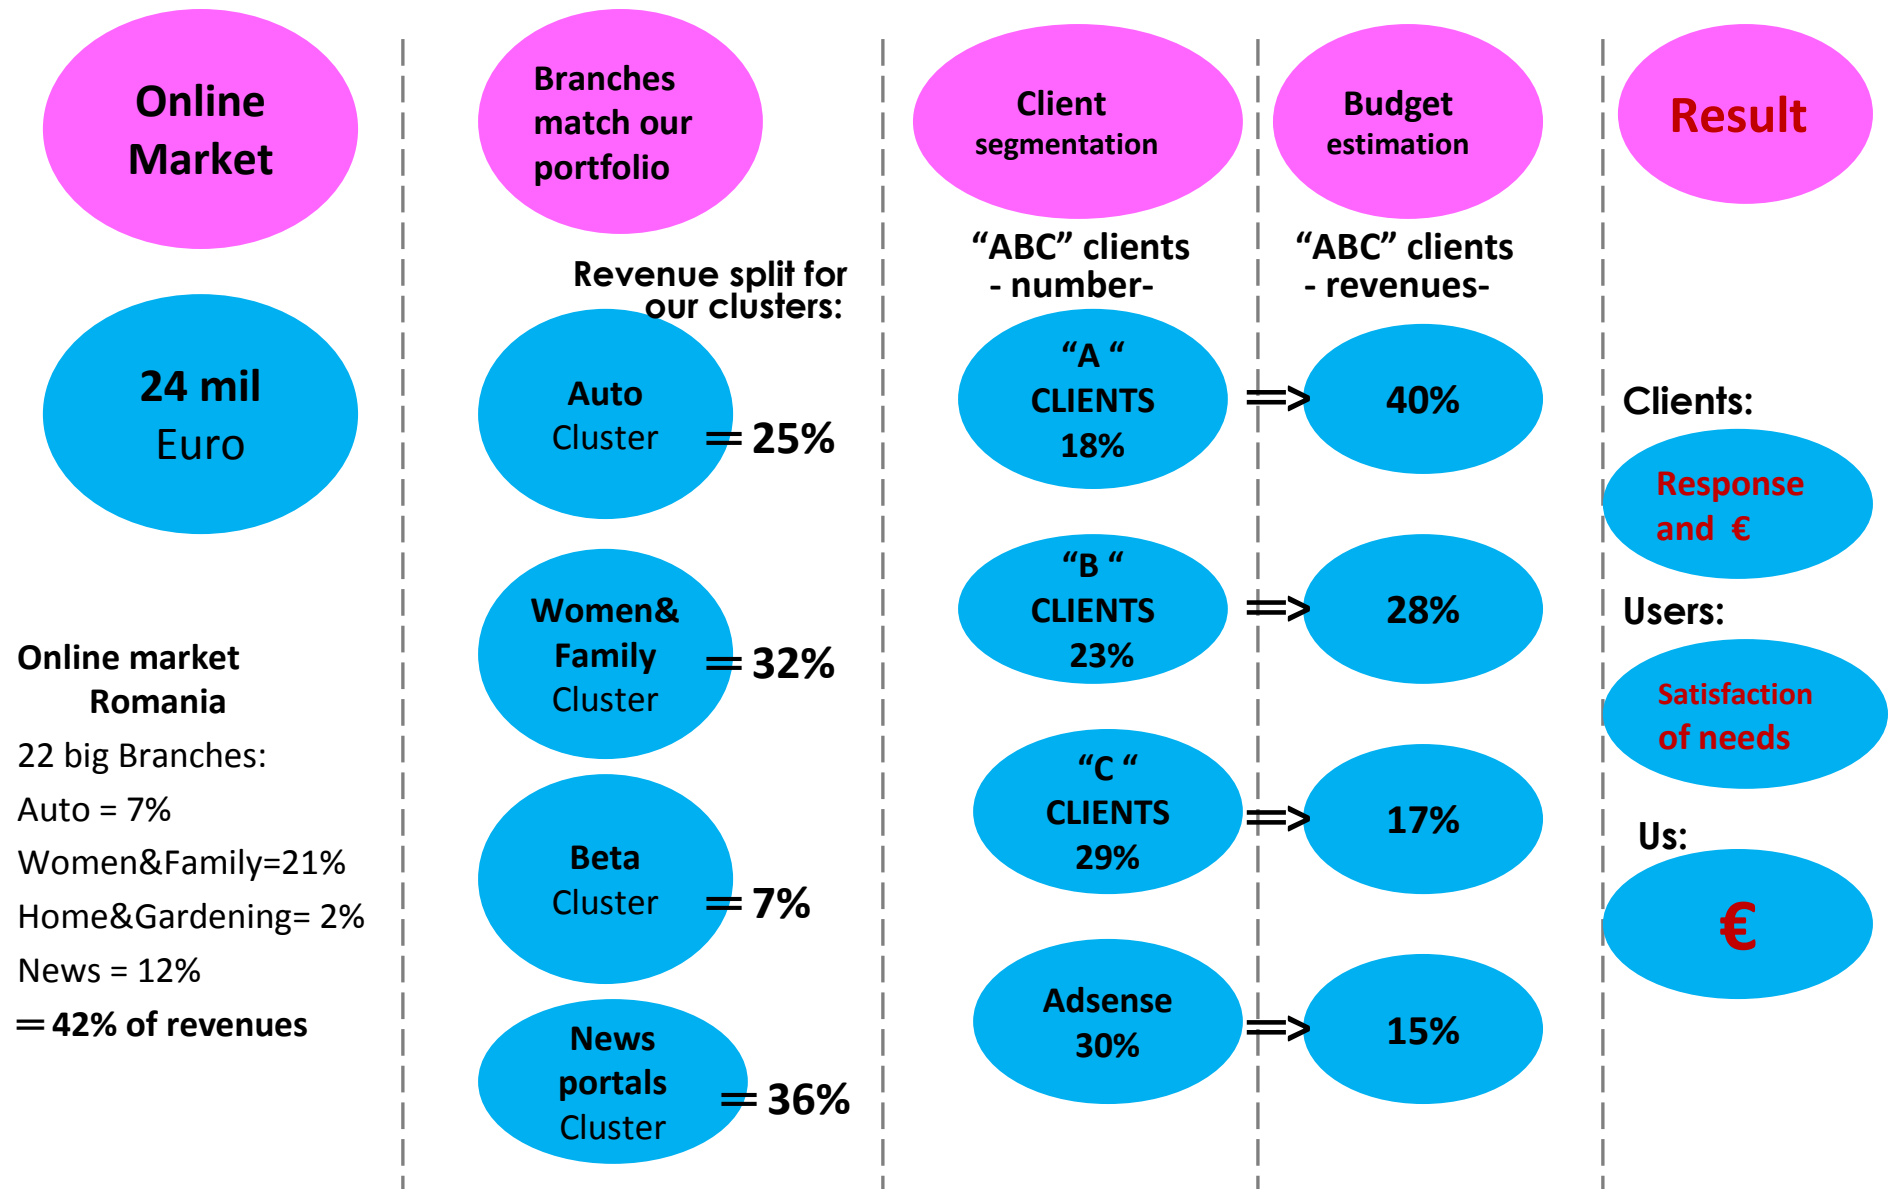 Online
Market
24 mil
Euro
Online market
Romania
22 big Branches:
Auto = 7%
Women&Family=21%
Home&Gardening= 2%
News = 12%
= 42% of revenues
Branches
match our
portfolio
Revenue split for
our clusters:
Auto
Cluster
= 25%
Women&
Family
Cluster
= 32%
Beta
Cluster
= 7%
News
portals
Cluster
= 36%
Client
segmentation
“ABC” clients
- number-
“A “
CLIENTS
18%
=>
“B “
CLIENTS
23%
=>
“C “
CLIENTS
29%
=>
Adsense
30%
=>
Budget
estimation
“ABC” clients
- revenues-
40%
28%
17%
15%
Result
Clients:
Response
and €
Users:
Satisfaction
of needs
Us:
€